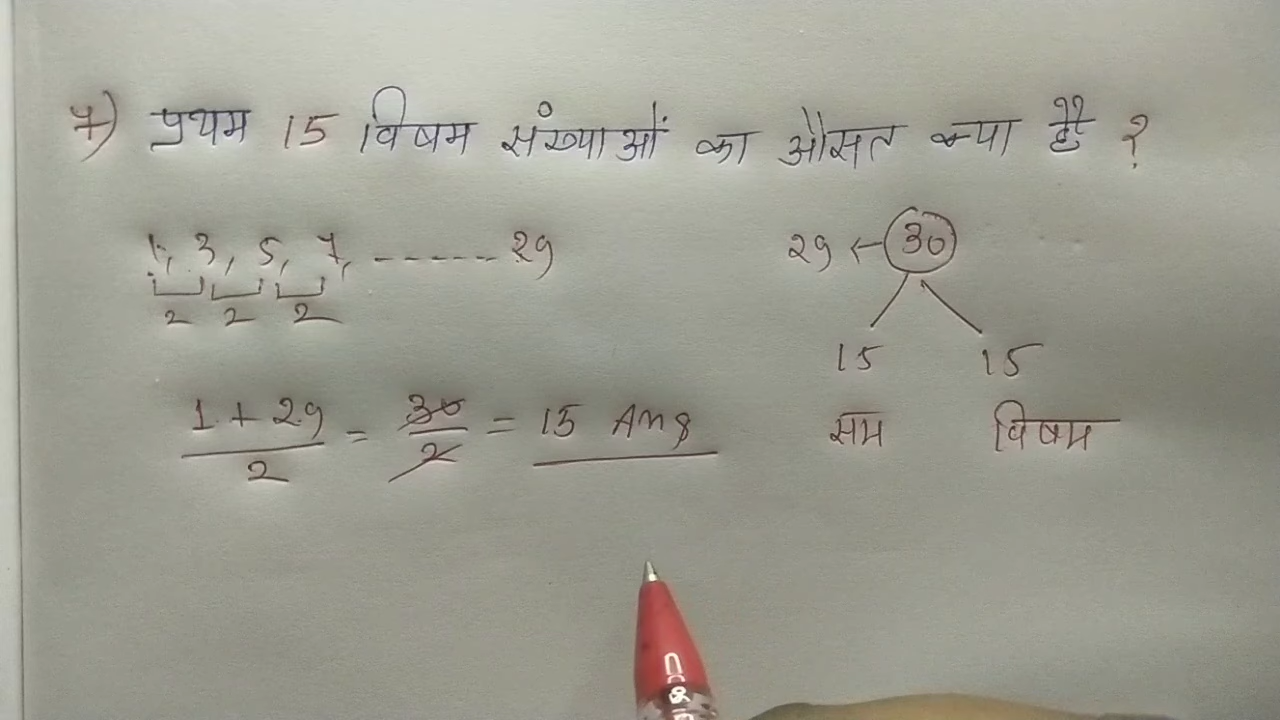 7) प्रथम 15 विषम संख्याओं का औसत क्या है ?
1, 3, 5, 7, ------ 29
2 2 2
29 ← 30
15 15
सम विषम
1 + 29 / 2 = 30 / 2 = 15 Ans